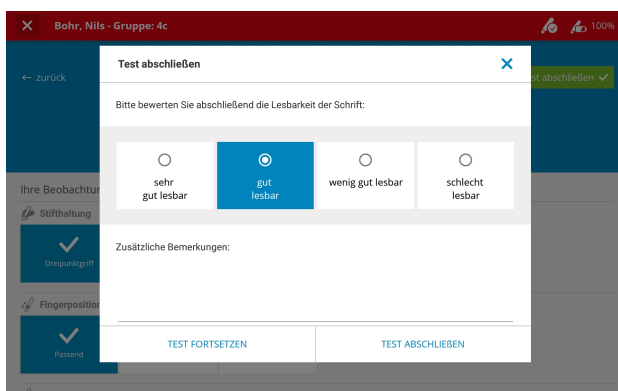 Bohr, Nils - Gruppe: 4c
100%
← zurück
st abschließen
Test abschließen
Bitte bewerten Sie abschließend die Lesbarkeit der Schrift:
sehr
gut lesbar
gut
lesbar
wenig gut lesbar
schlecht
lesbar
Zusätzliche Bemerkungen:
TEST FORTSETZEN
TEST ABSCHLIEßEN
Ihre Beobachtun
Stifthaltung
Dreipunktgriff
Fingerposition
Passend